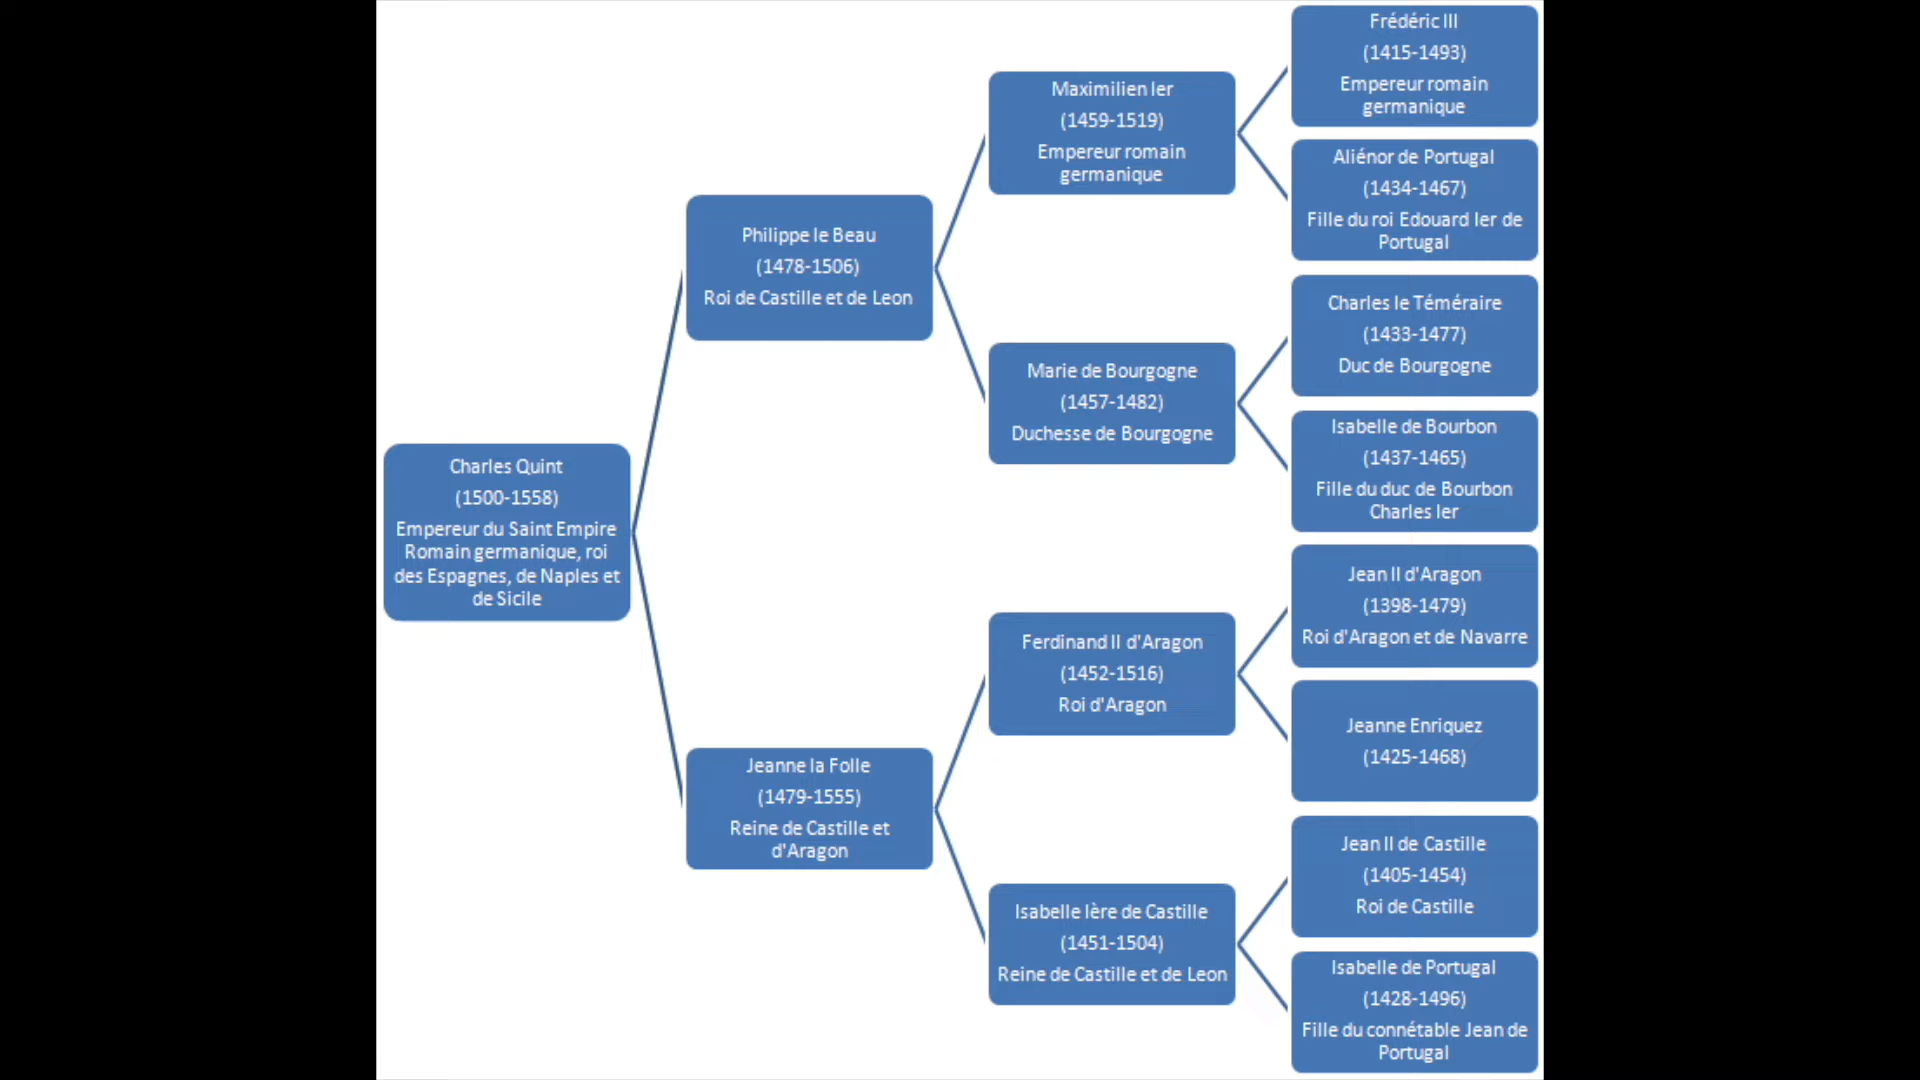 Frédéric III
(1415-1493)
Empereur romain
germanique
Maximilien Ier
(1459-1519)
Empereur romain
germanique
Aliénor de Portugal
(1434-1467)
Fille du roi Edouard Ier de
Portugal
Philippe le Beau
(1478-1506)
Roi de Castille et de Leon
Charles le Téméraire
(1433-1477)
Duc de Bourgogne
Marie de Bourgogne
(1457-1482)
Duchesse de Bourgogne
Isabelle de Bourbon
(1437-1465)
Fille du duc de Bourbon
Charles Ier
Charles Quint
(1500-1558)
Empereur du Saint Empire
Romain germanique, roi
des Espagnes, de Naples et
de Sicile
Jean II d'Aragon
(1398-1479)
Roi d'Aragon et de Navarre
Ferdinand II d'Aragon
(1452-1516)
Roi d'Aragon
Jeanne Enriquez
(1425-1468)
Jeanne la Folle
(1479-1555)
Reine de Castille et
d'Aragon
Jean II de Castille
(1405-1454)
Roi de Castille
Isabelle Ière de Castille
(1451-1504)
Reine de Castille et de Leon
Isabelle de Portugal
(1428-1496)
Fille du connétable Jean de
Portugal